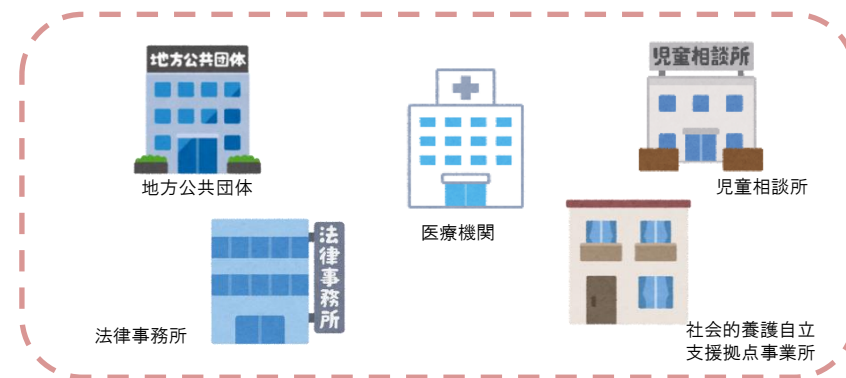 地方公共団体
児童相談所
地方公共団体
児童相談所
医療機関
法律事務所
法律事務所
社会的養護自立
支援拠点事業所